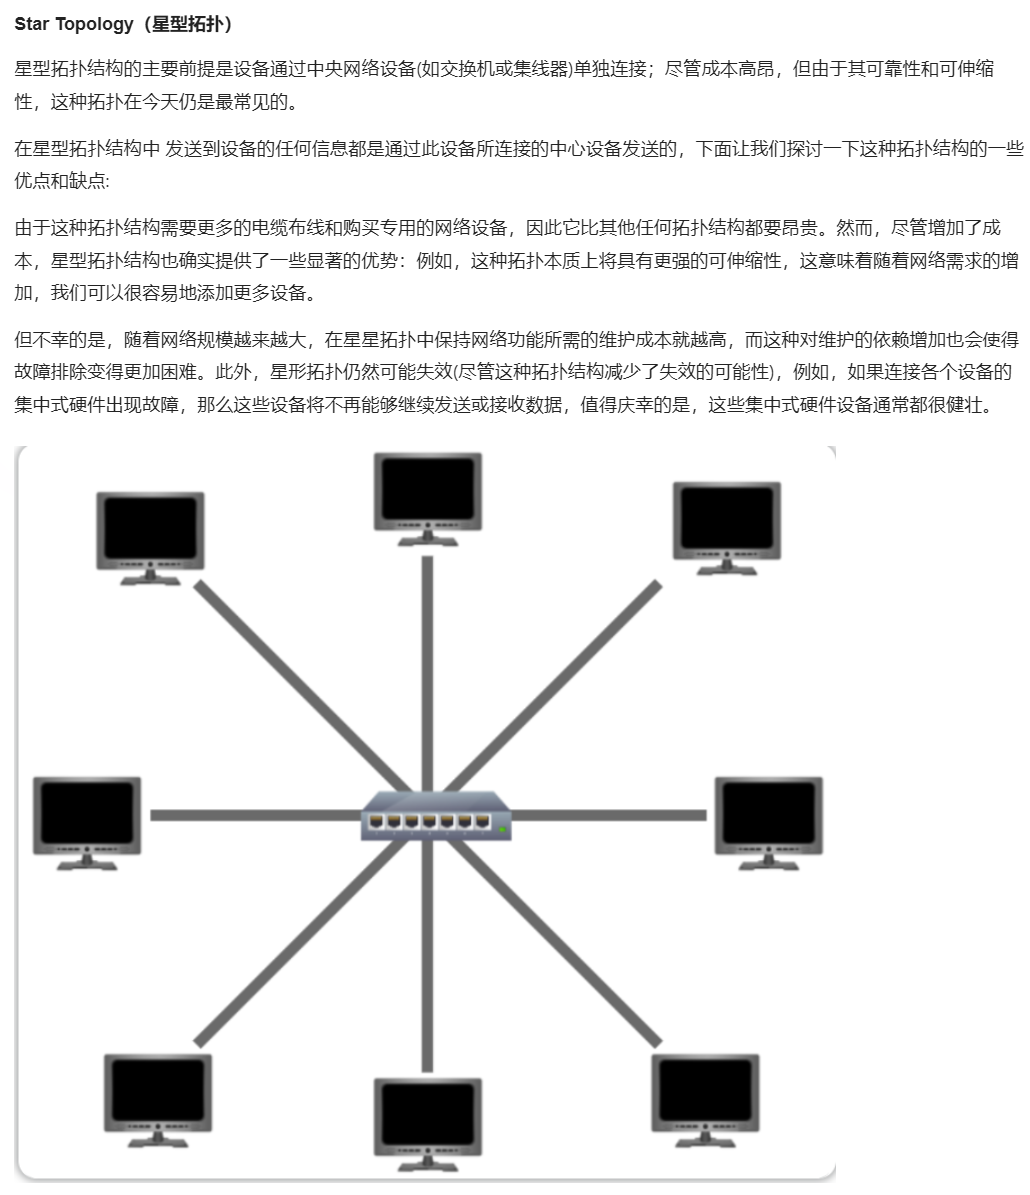 Star Topology（星型拓扑）
星型拓扑结构的主要前提是设备通过中央网络设备(如交换机或集线器)单独连接；尽管成本高昂，但由于其可靠性和可伸缩
性，这种拓扑在今天仍是最常见的。
在星型拓扑结构中 发送到设备的任何信息都是通过此设备所连接的中心设备发送的，下面让我们探讨一下这种拓扑结构的一些
优点和缺点:
由于这种拓扑结构需要更多的电缆布线和购买专用的网络设备，因此它比其他任何拓扑结构都要昂贵。然而，尽管增加了成
本，星型拓扑结构也确实提供了一些显著的优势：例如，这种拓扑本质上将具有更强的可伸缩性，这意味着随着网络需求的增
加，我们可以很容易地添加更多设备。
但不幸的是，随着网络规模越来越大，在星星拓扑中保持网络功能所需的维护成本就越高，而这种对维护的依赖增加也会使得
故障排除变得更加困难。此外，星形拓扑仍然可能失效(尽管这种拓扑结构减少了失效的可能性)，例如，如果连接各个设备的
集中式硬件出现故障，那么这些设备将不再能够继续发送或接收数据，值得庆幸的是，这些集中式硬件设备通常都很健壮。